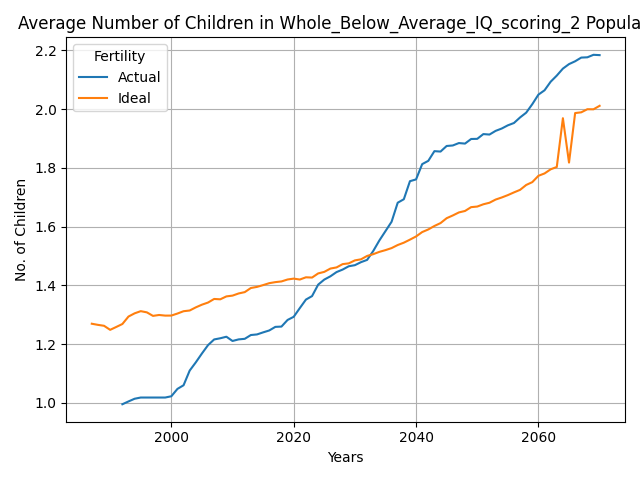 Average Number of Children in Whole_Below_Average_IQ_scoring_2 Popula
Fertility
Actual
Ideal
2.2
2.0
1.8
1.6
1.4
1.2
1.0
No. of Children
2000
2020
2040
2060
Years